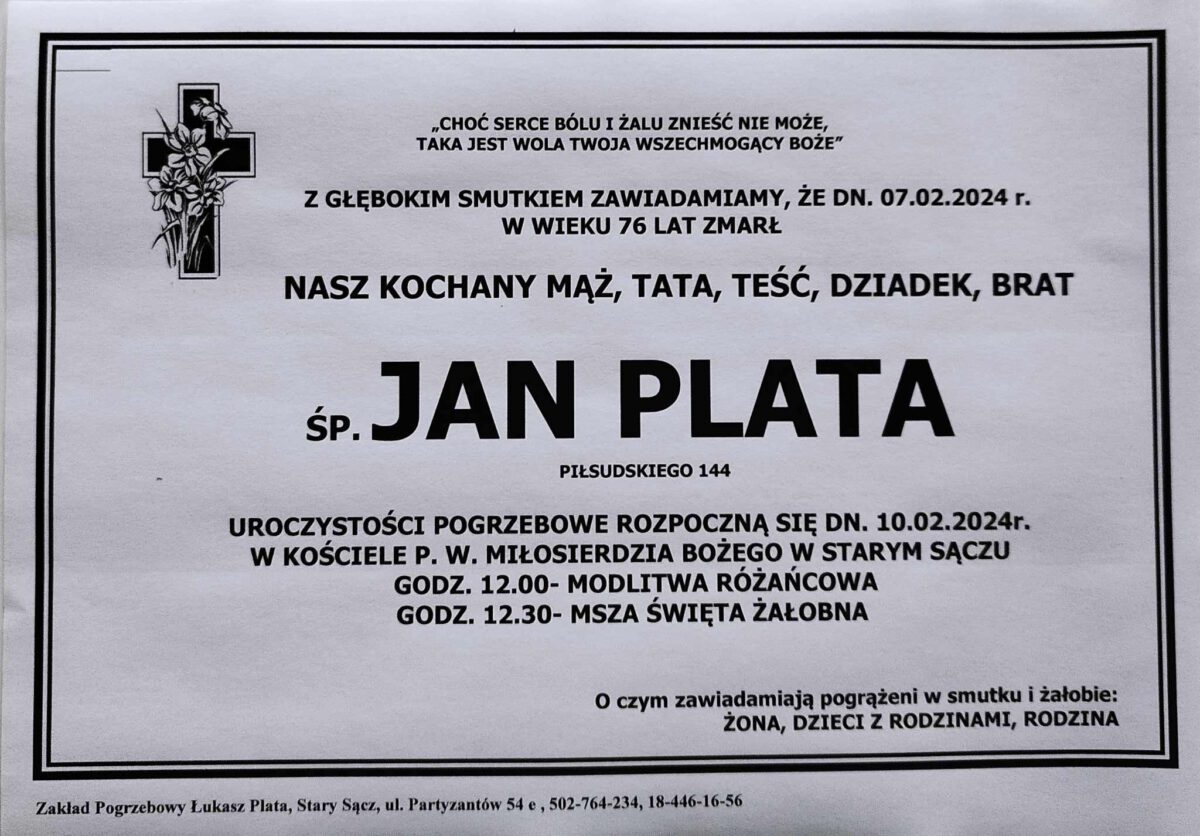 „CHOĆ SERCE BÓLU I ŻALU ZNIEŚĆ NIE MOŻE,
TAKA JEST WOLA TWOJA WSZECHMOGĄCY BOŻE”
Z GŁĘBOKIM SMUTKIEM ZAWIADAMIAMY, ŻE DN. 07.02.2024 r.
W WIEKU 76 LAT ZMARŁ
NASZ KOCHANY MĄŻ, TATA, TEŚĆ, DZIADEK, BRAT
ŚP. JAN PLATA
PIŁSUDSKIEGO 144
UROCZYSTOŚCI POGRZEBOWE ROZPOCZNĄ SIĘ DN. 10.02.2024r.
W KOŚCIELE P. W. MIŁOSIERDZIA BOŻEGO W STARYM SĄCZU
GODZ. 12.00- MODLITWA RÓŻAŃCOWA
GODZ. 12.30- MSZA ŚWIĘTA ŻAŁOBNA
O czym zawiadamiają pogrążeni w smutku i żałobie:
ŻONA, DZIECI Z RODZINAMI, RODZINA
Zakład Pogrzebowy Łukasz Plata, Stary Sącz, ul. Partyzantów 54 e , 502-764-234, 18-446-16-56